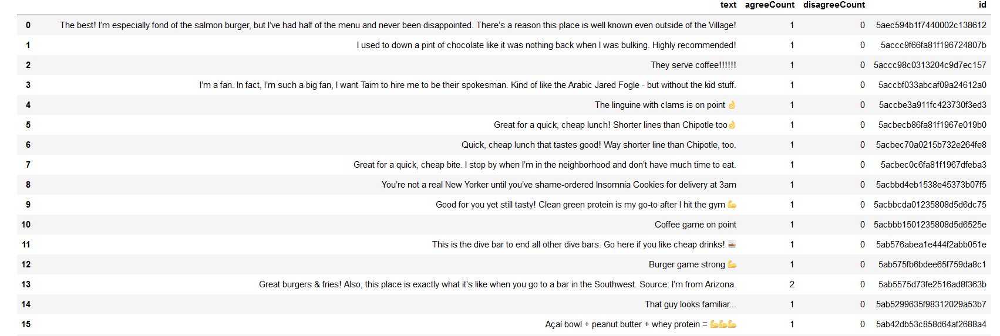 text agreeCount disagreeCount id
0 The best! I’m especially fond of the salmon burger, but I’ve had half of the menu and never been disappointed. There’s a reason this place is well known even outside of the Village! 1 0 5aec594b1f7440002c138612
1 I used to down a pint of chocolate like it was nothing back when I was bulking. Highly recommended! 1 0 5accc9f66fa81f196724807b
2 They serve coffee!!!!!! 1 0 5accc98c0313204c9d7ec157
3 I’m a fan. In fact, I’m such a big fan, I want Taim to hire me to be their spokesman. Kind of like the Arabic Jared Fogle - but without the kid stuff. 1 0 5accbf033abcaf09a24612a0
4 The linguine with clams is on point 👌 1 0 5accbe3a911fc423730f3ed3
5 Great for a quick, cheap lunch! Shorter lines than Chipotle too👌 1 0 5acbecb86fa81f1967e019b0
6 Quick, cheap lunch that tastes good! Way shorter line than Chipotle, too. 1 0 5acbec70a0215b732e264fe8
7 Great for a quick, cheap bite. I stop by when I’m in the neighborhood and don’t have much time to eat. 1 0 5acbec0c6fa81f1967dfeba3
8 You’re not a real New Yorker until you’ve shame-ordered Insomnia Cookies for delivery at 3am 1 0 5acbbd4eb1538e45373b07f5
9 Good for you yet still tasty! Clean green protein is my go-to after I hit the gym 💪 1 0 5acbbcda01235808d5d6dc75
10 Coffee game on point 1 0 5acbbb1501235808d5d6525e
11 This is the dive bar to end all other dive bars. Go here if you like cheap drinks! 🥃 1 0 5ab576abea1e444f2abb051e
12 Burger game strong 💪 1 0 5ab575fb6bdee65f759da8c1
13 Great burgers & fries! Also, this place is exactly what it’s like when you go to a bar in the Southwest. Source: I’m from Arizona. 2 0 5ab5575d73fe2516ad8f363b
14 That guy looks familiar... 1 0 5ab5299635f98312029a53b7
15 Açaí bowl + peanut butter + whey protein = 💪💪💪 1 0 5ab42db53c858d64af2688a4